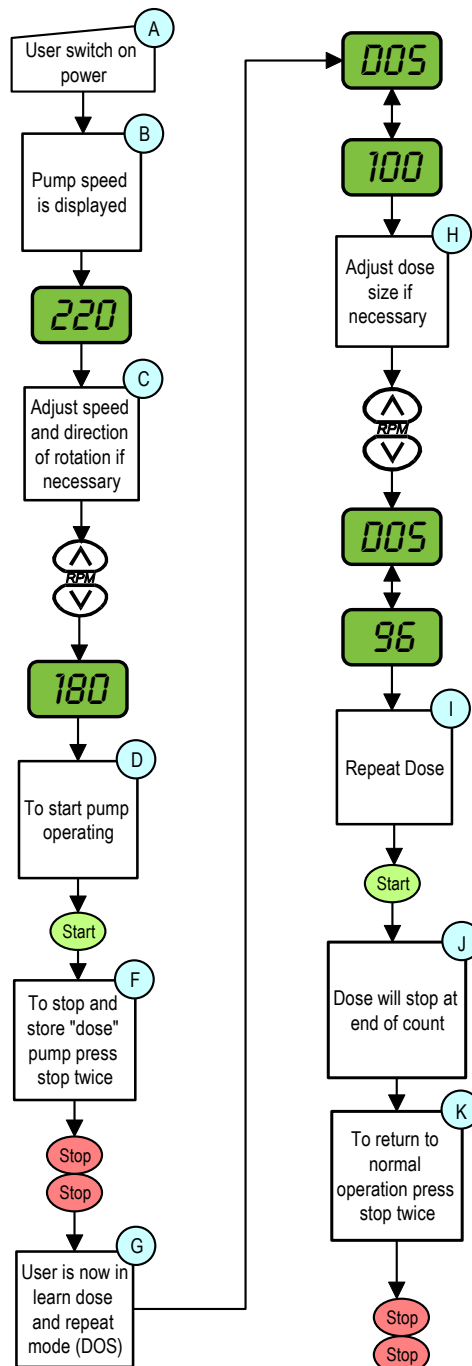 A
User switch on
power
B
Pump speed
is displayed
220
C
Adjust speed
and direction
of rotation if
necessary
RPM
180
D
To start pump
operating
Start
F
To stop and
store "dose"
pump press
stop twice
Stop
Stop
G
User is now in
learn dose
and repeat
mode (DOS)
DOS
100
H
Adjust dose
size if
necessary
RPM
DOS
96
I
Repeat Dose
Start
J
Dose will stop at
end of count
K
To return to
normal
operation press
stop twice
Stop
Stop